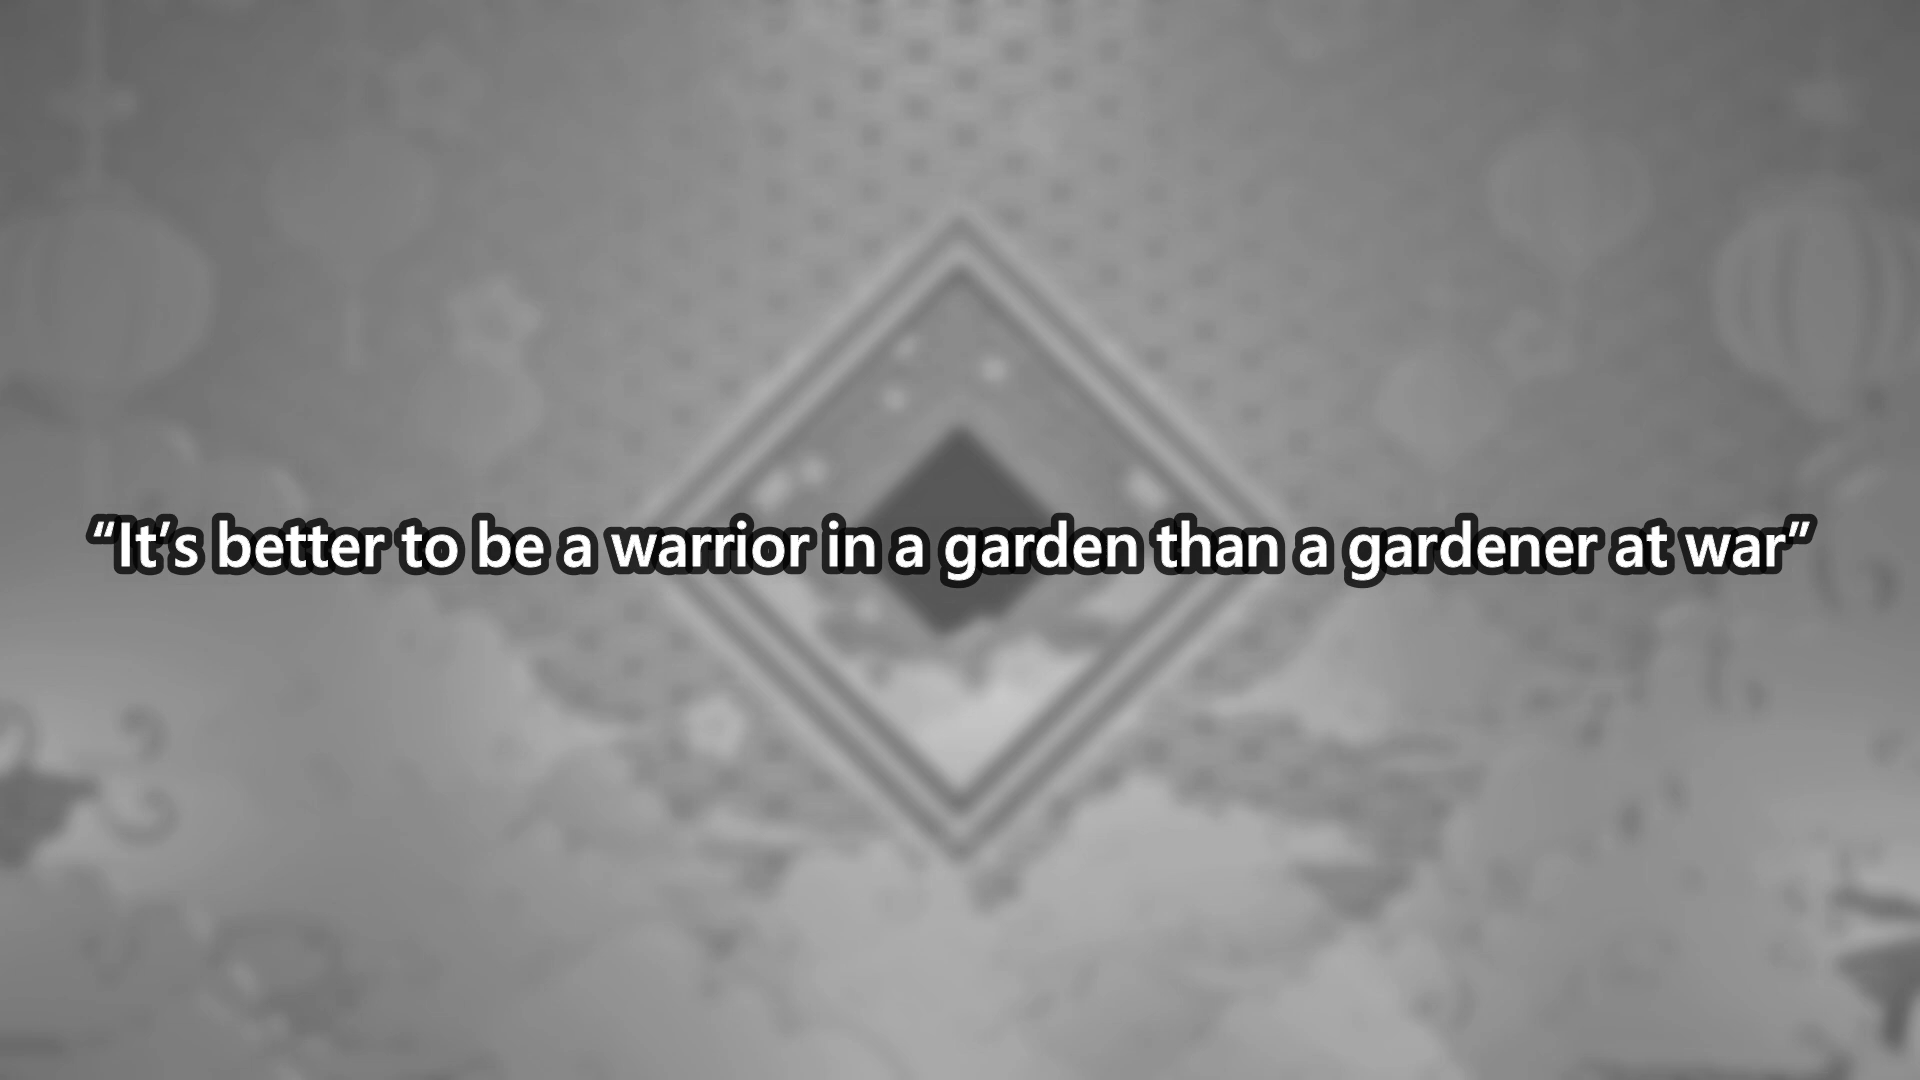 “It’s better to be a warrior in a garden than a gardener at war”